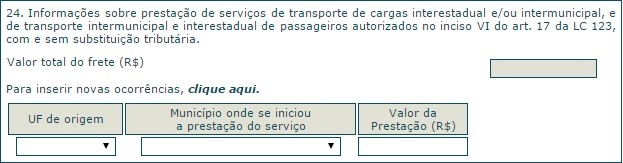 24. Informações sobre prestação de serviços de transporte de cargas interestadual e/ou intermunicipal, e
de transporte intermunicipal e interestadual de passageiros autorizados no inciso VI do art. 17 da LC 123,
com e sem substituição tributária.
Valor total do frete (R$)
Para inserir novas ocorrências, clique aqui.
UF de origem
Município onde se iniciou
a prestação do serviço
Valor da
Prestação (R$)